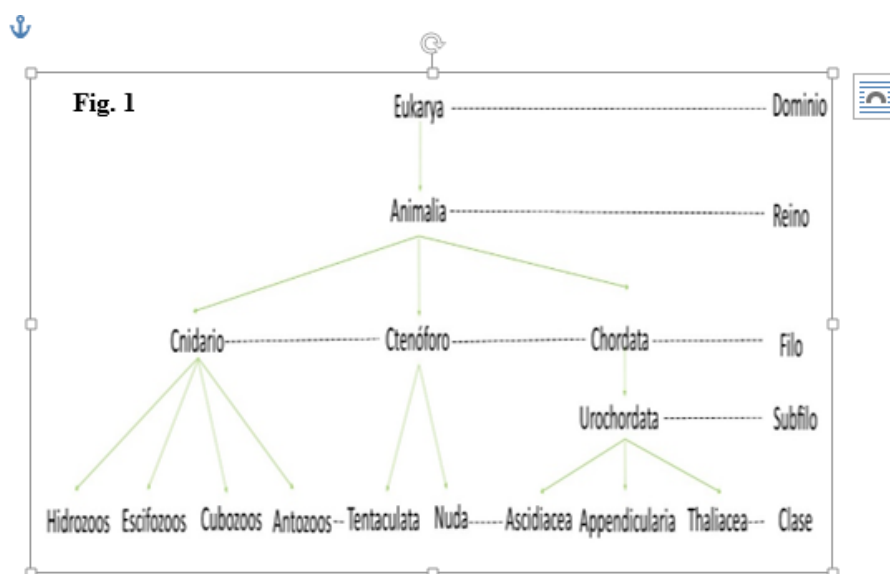 Fig. 1
Eukarya Dominio
Animalia Reino
Cnidario Ctenóforo Chordata Filo
Urochordata Subfilo
Hidrozoos Escifozoos Cubozoos Antozoos Tentaculata Nuda Ascidiacea Appendicularia Thaliacea Clase